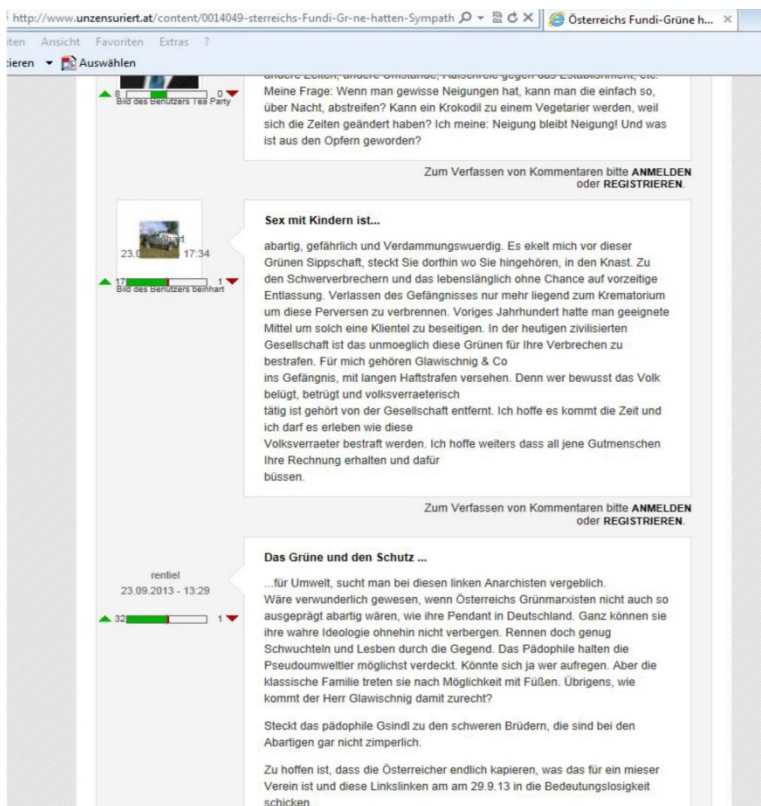 http://www.unzensuriert.at/content/0014049-sterreichs-Fundi-Gr-ne-hatten-Sympath
Österreichs Fundi-Grüne h...
iten Ansicht Favoriten Extras ?
ieren Auswählen
andere Zeiten, andere Umstände, Aufschreie gegen das Establishment, etc.
Meine Frage: Wenn man gewisse Neigungen hat, kann man die einfach so,
über Nacht, abstreifen? Kann ein Krokodil zu einem Vegetarier werden, weil
sich die Zeiten geändert haben? Ich meine: Neigung bleibt Neigung! Und was
ist aus den Opfern geworden?
8 0
Bild des Benutzers Tea Party
Zum Verfassen von Kommentaren bitte ANMELDEN
oder REGISTRIEREN.
23.0 17:34
17 1
Bild des Benutzers beinhart
Sex mit Kindern ist...
abartig, gefährlich und Verdammungswuerdig. Es ekelt mich vor dieser
Grünen Sippschaft, steckt Sie dorthin wo Sie hingehören, in den Knast. Zu
den Schwerverbrechern und das lebenslänglich ohne Chance auf vorzeitige
Entlassung. Verlassen des Gefängnisses nur mehr liegend zum Krematorium
um diese Perversen zu verbrennen. Voriges Jahrhundert hatte man geeignete
Mittel um solch eine Klientel zu beseitigen. In der heutigen zivilisierten
Gesellschaft ist das unmoeglich diese Grünen für Ihre Verbrechen zu
bestrafen. Für mich gehören Glawischnig & Co
ins Gefängnis, mit langen Haftstrafen versehen. Denn wer bewusst das Volk
belügt, betrügt und volksverraeterisch
tätig ist gehört von der Gesellschaft entfernt. Ich hoffe es kommt die Zeit und
ich darf es erleben wie diese
Volksverraeter bestraft werden. Ich hoffe weiters dass all jene Gutmenschen
Ihre Rechnung erhalten und dafür
büssen.
Zum Verfassen von Kommentaren bitte ANMELDEN
oder REGISTRIEREN.
rentiel
23.09.2013 - 13:29
32 1
Das Grüne und den Schutz ...
...für Umwelt, sucht man bei diesen linken Anarchisten vergeblich.
Wäre verwunderlich gewesen, wenn Österreichs Grünmarxisten nicht auch so
ausgeprägt abartig wären, wie ihre Pendant in Deutschland. Ganz können sie
ihre wahre Ideologie ohnehin nicht verbergen. Rennen doch genug
Schwuchteln und Lesben durch die Gegend. Das Pädophile halten die
Pseudoumweltler möglichst verdeckt. Könnte sich ja wer aufregen. Aber die
klassische Familie treten sie nach Möglichkeit mit Füßen. Übrigens, wie
kommt der Herr Glawischnig damit zurecht?
Steckt das pädophile Gsindl zu den schweren Brüdern, die sind bei den
Abartigen gar nicht zimperlich.
Zu hoffen ist, dass die Österreicher endlich kapieren, was das für ein mieser
Verein ist und diese Linkslinken am am 29.9.13 in die Bedeutungslosigkeit
schicken.